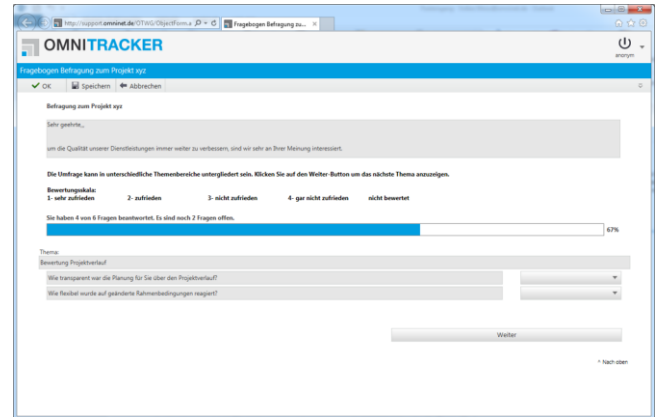 http://support.omninet.de/OTWG/ObjectForm.a
Fragebogen Befragung zum Projekt xyz...
OMNITRACKER
anonym
Fragebogen Befragung zum Projekt xyz
OK Speichern Abbrechen
Befragung zum Projekt xyz
Sehr geehrte,,
um die Qualität unserer Dienstleistungen immer weiter zu verbessern, sind wir sehr an Ihrer Meinung interessiert.
Die Umfrage kann in unterschiedliche Themenbereiche untergliedert sein. Klicken Sie auf den Weiter-Button um das nächste Thema anzuzeigen.
Bewertungsskala:
1- sehr zufrieden 2- zufrieden 3- nicht zufrieden 4- gar nicht zufrieden nicht bewertet
Sie haben 4 von 6 Fragen beantwortet. Es sind noch 2 Fragen offen.
67%
Thema:
Bewertung Projektverlauf
Wie transparent war die Planung für Sie über den Projektverlauf?
Wie flexibel wurde auf geänderte Rahmenbedingungen reagiert?
Weiter
^ Nach oben